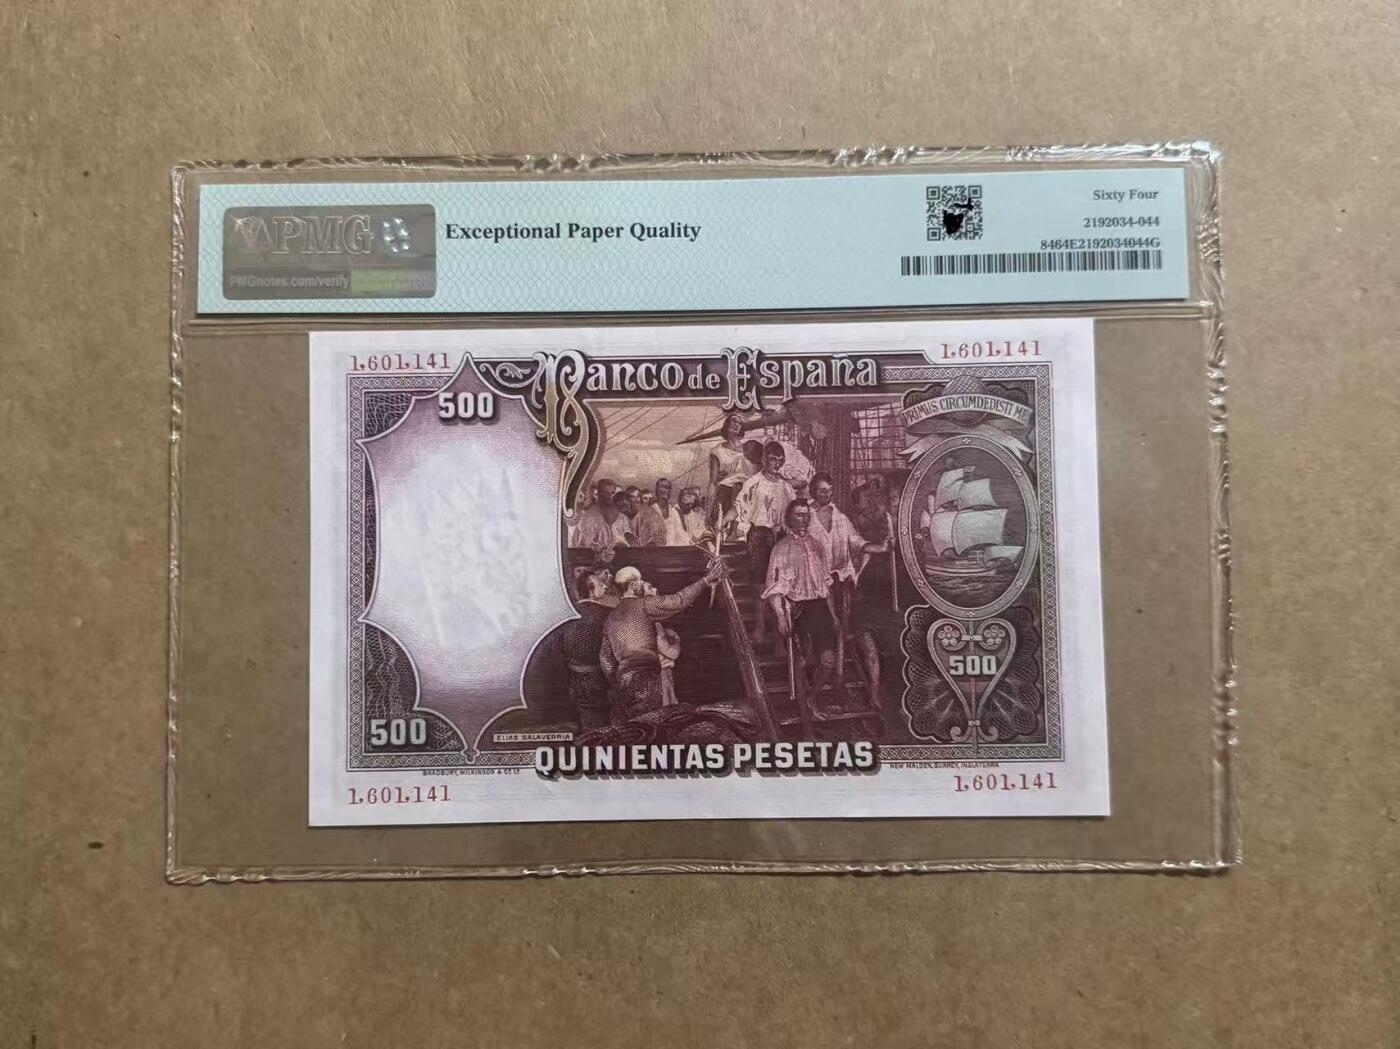 PMG
PMGnotes.com/verify
Exceptional Paper Quality
Sixty Four
2192034-044
8464E2192034044G
1,601,141
1,601,141
Banco de España
500
PRIMUS CIRCUMDEDISTI ME
500
500
ELIAS SALAVERRIA
QUINIENTAS PESETAS
BRADBURY, WILKINSON & Cº Lᵈ
NEW MALDEN, SURREY, INGLATERRA
1,601,141
1,601,141